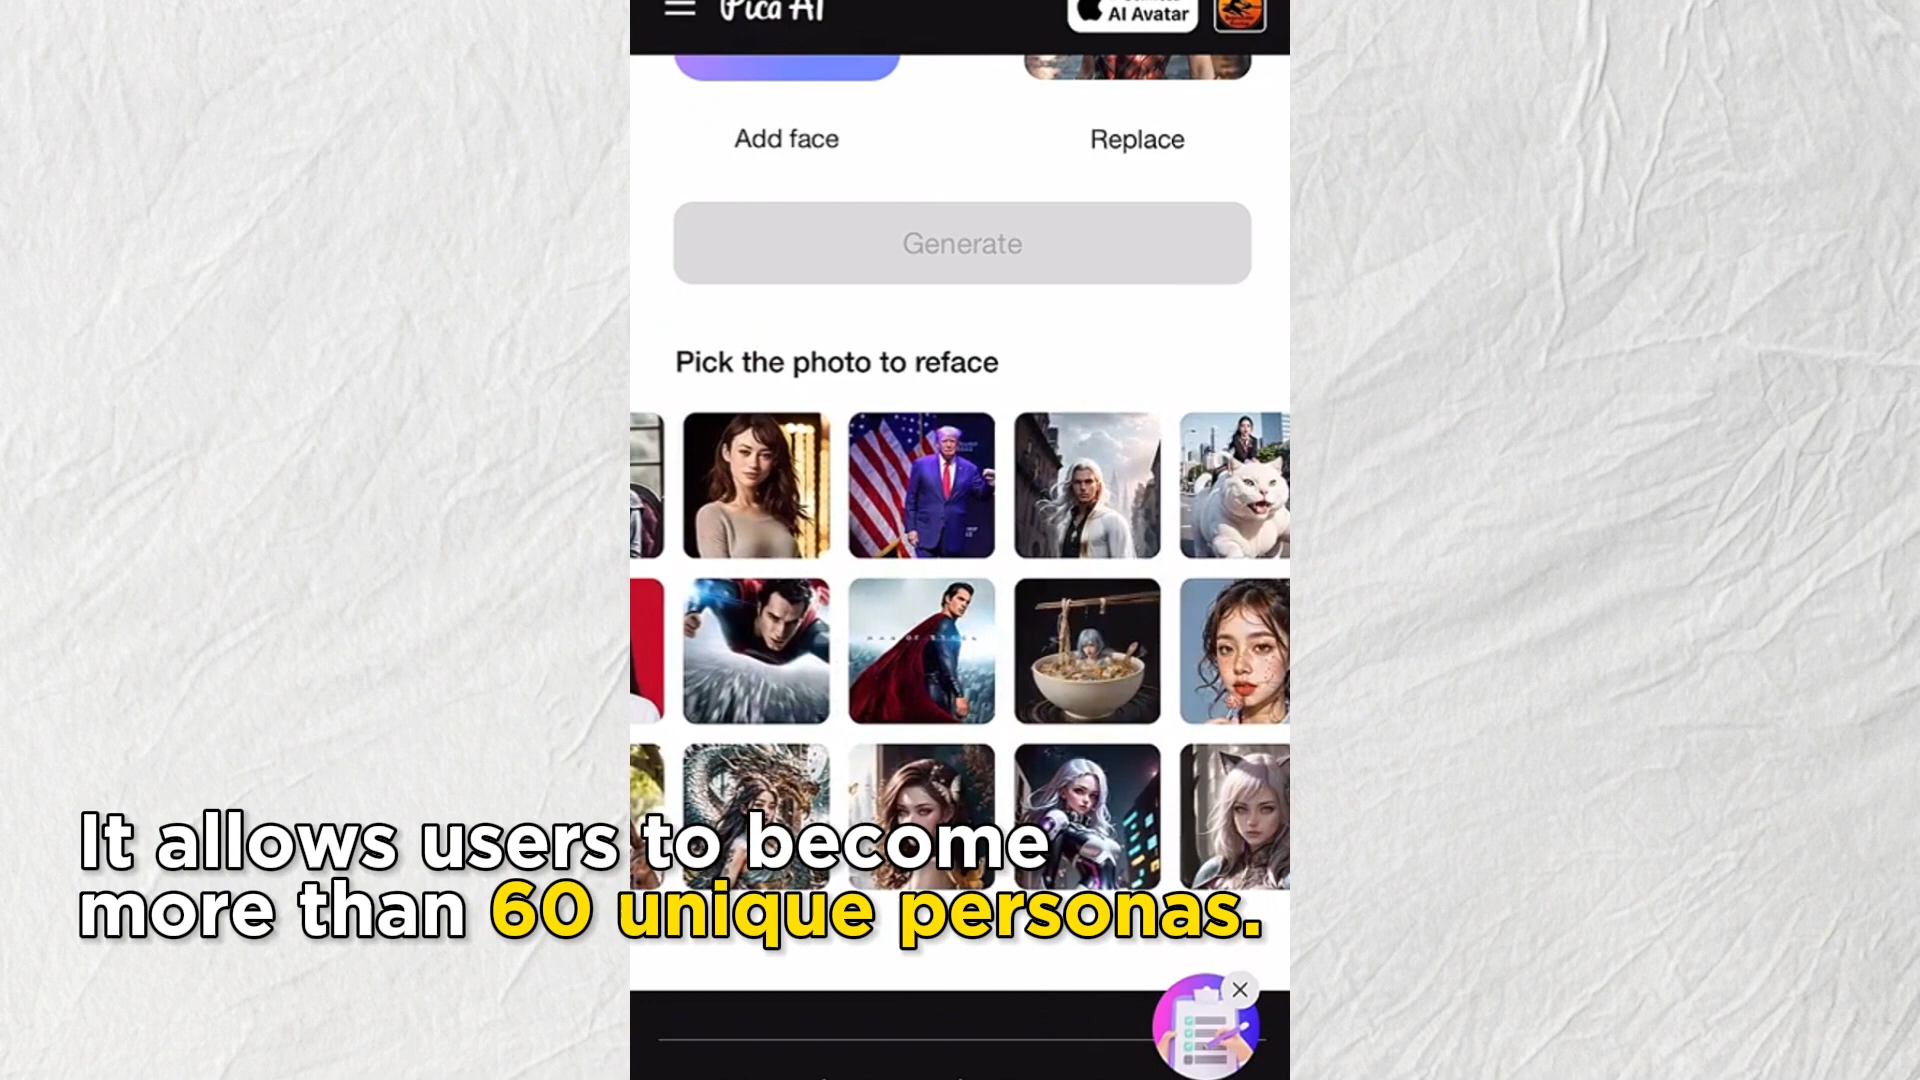 Pica AI
AI Avatar
Add face
Replace
Generate
Pick the photo to reface
It allows users to become
more than 60 unique personas.